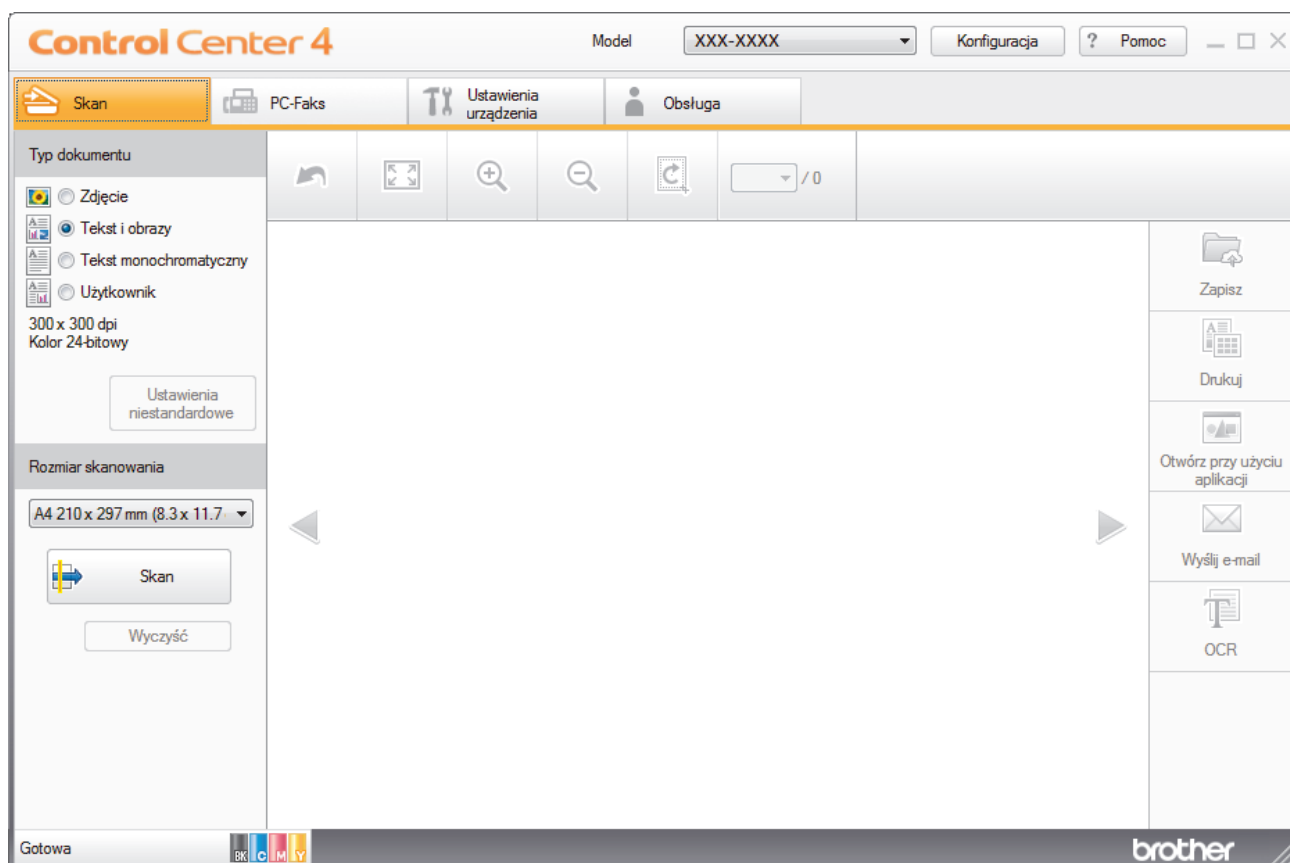 Control Center 4
Model
XXX-XXXX
Konfiguracja
? Pomoc
Skan
PC-Faks
Ustawienia
urządzenia
Obsługa
Typ dokumentu
Zdjęcie
Tekst i obrazy
Tekst monochromatyczny
Użytkownik
300 x 300 dpi
Kolor 24-bitowy
Ustawienia
niestandardowe
Rozmiar skanowania
A4 210 x 297 mm (8.3 x 11.7
Skan
Wyczyść
/ 0
Zapisz
Drukuj
Otwórz przy użyciu
aplikacji
Wyślij e-mail
OCR
Gotowa
BK C M Y
brother